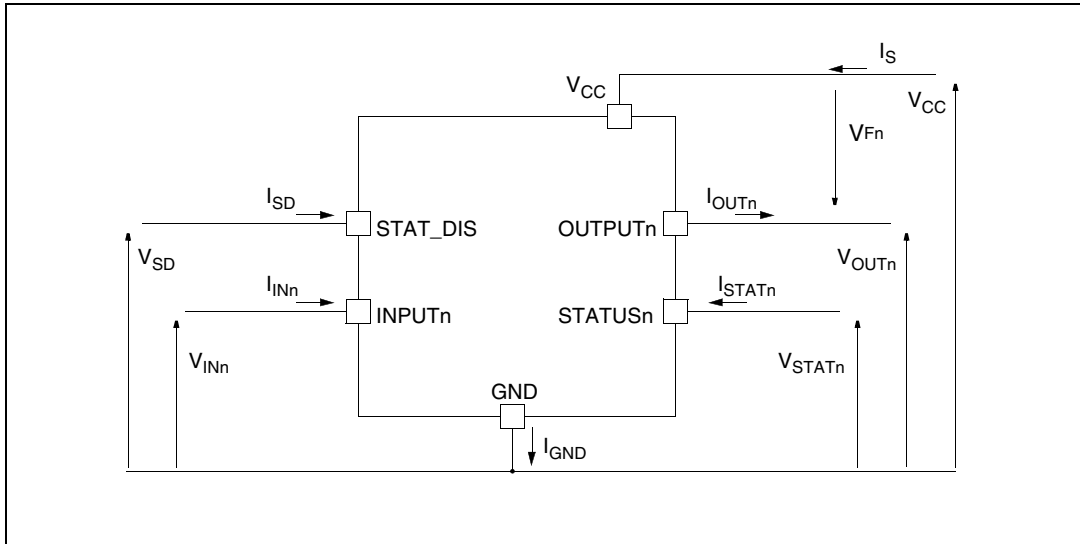 I_S
V_CC
V_CC
V_Fn
I_SD
I_OUTn
STAT_DIS
OUTPUTn
V_SD
V_OUTn
I_INn
I_STATn
INPUTn
STATUSn
V_INn
V_STATn
GND
I_GND